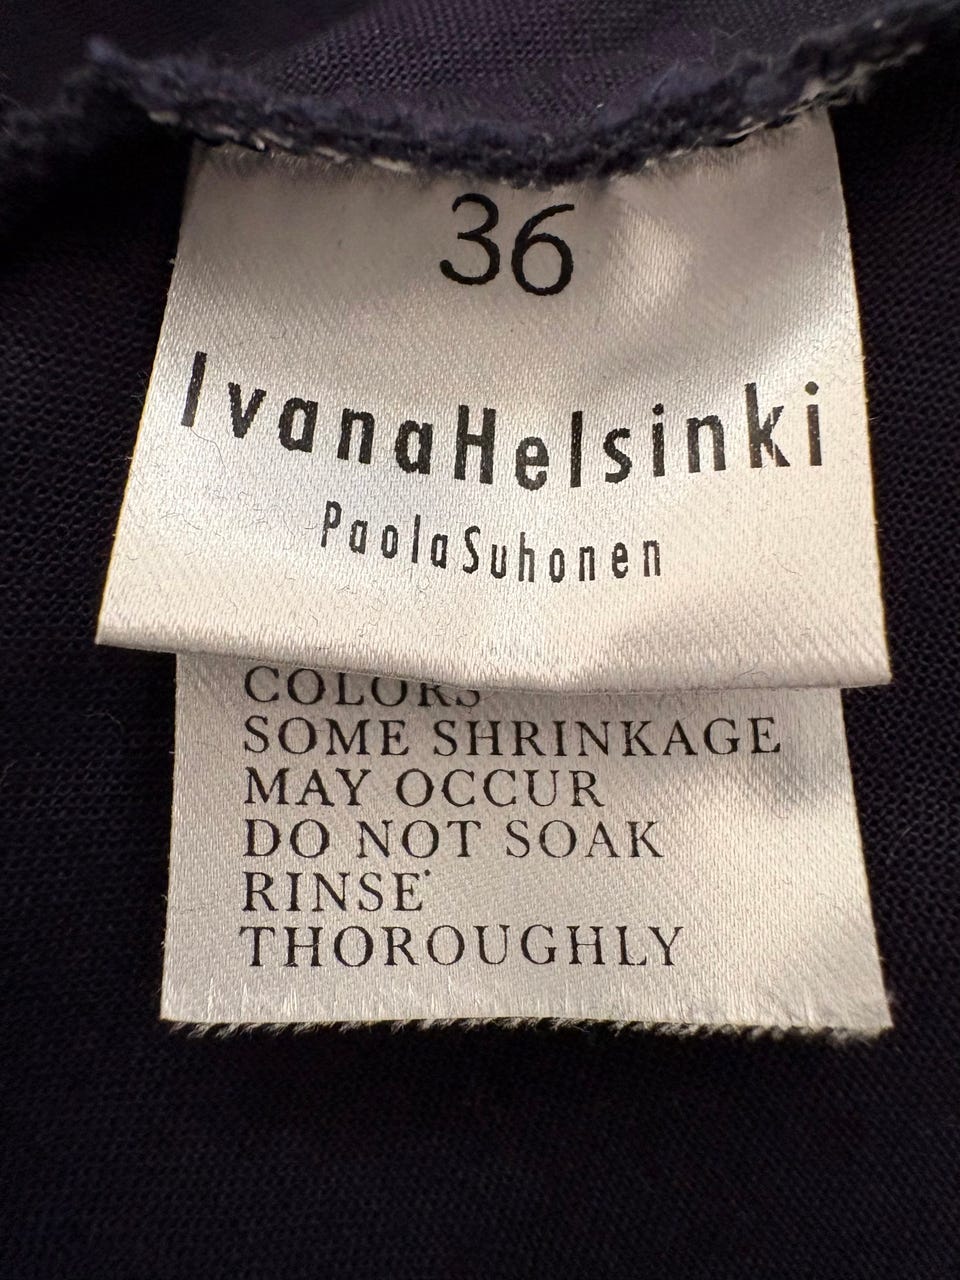 36
IvanaHelsinki
PaolaSuhonen
COLORS
SOME SHRINKAGE
MAY OCCUR
DO NOT SOAK
RINSE
THOROUGHLY